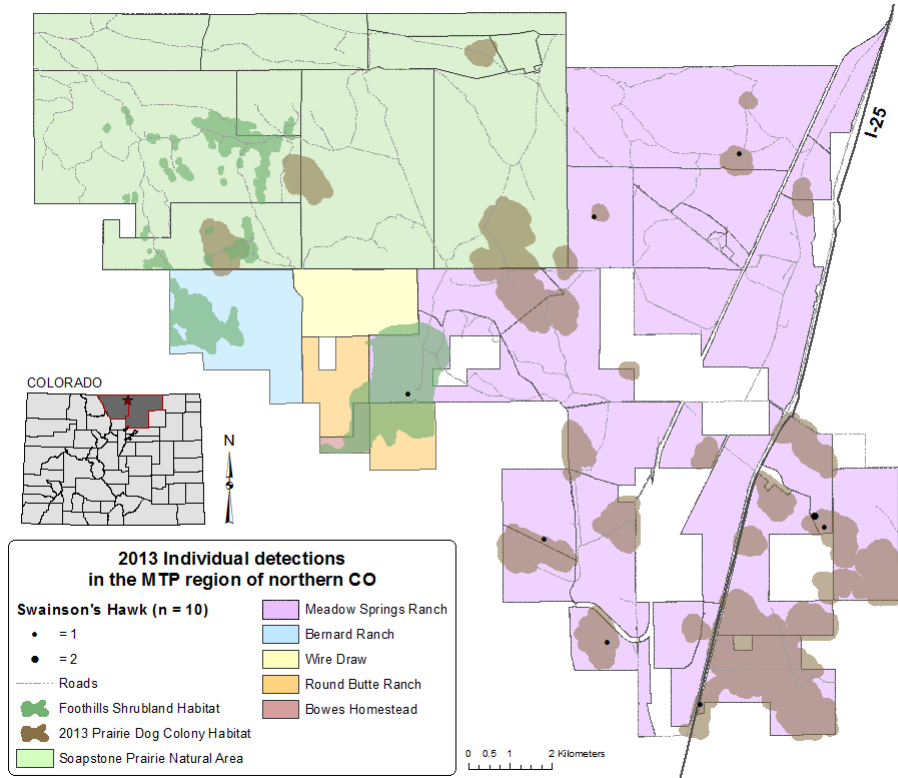 I-25
COLORADO
N
2013 Individual detections
in the MTP region of northern CO
Swainson's Hawk (n = 10)
= 1
= 2
Roads
Foothills Shrubland Habitat
2013 Prairie Dog Colony Habitat
Soapstone Prairie Natural Area
Meadow Springs Ranch
Bernard Ranch
Wire Draw
Round Butte Ranch
Bowes Homestead
0 0.5 1 2 Kilometers